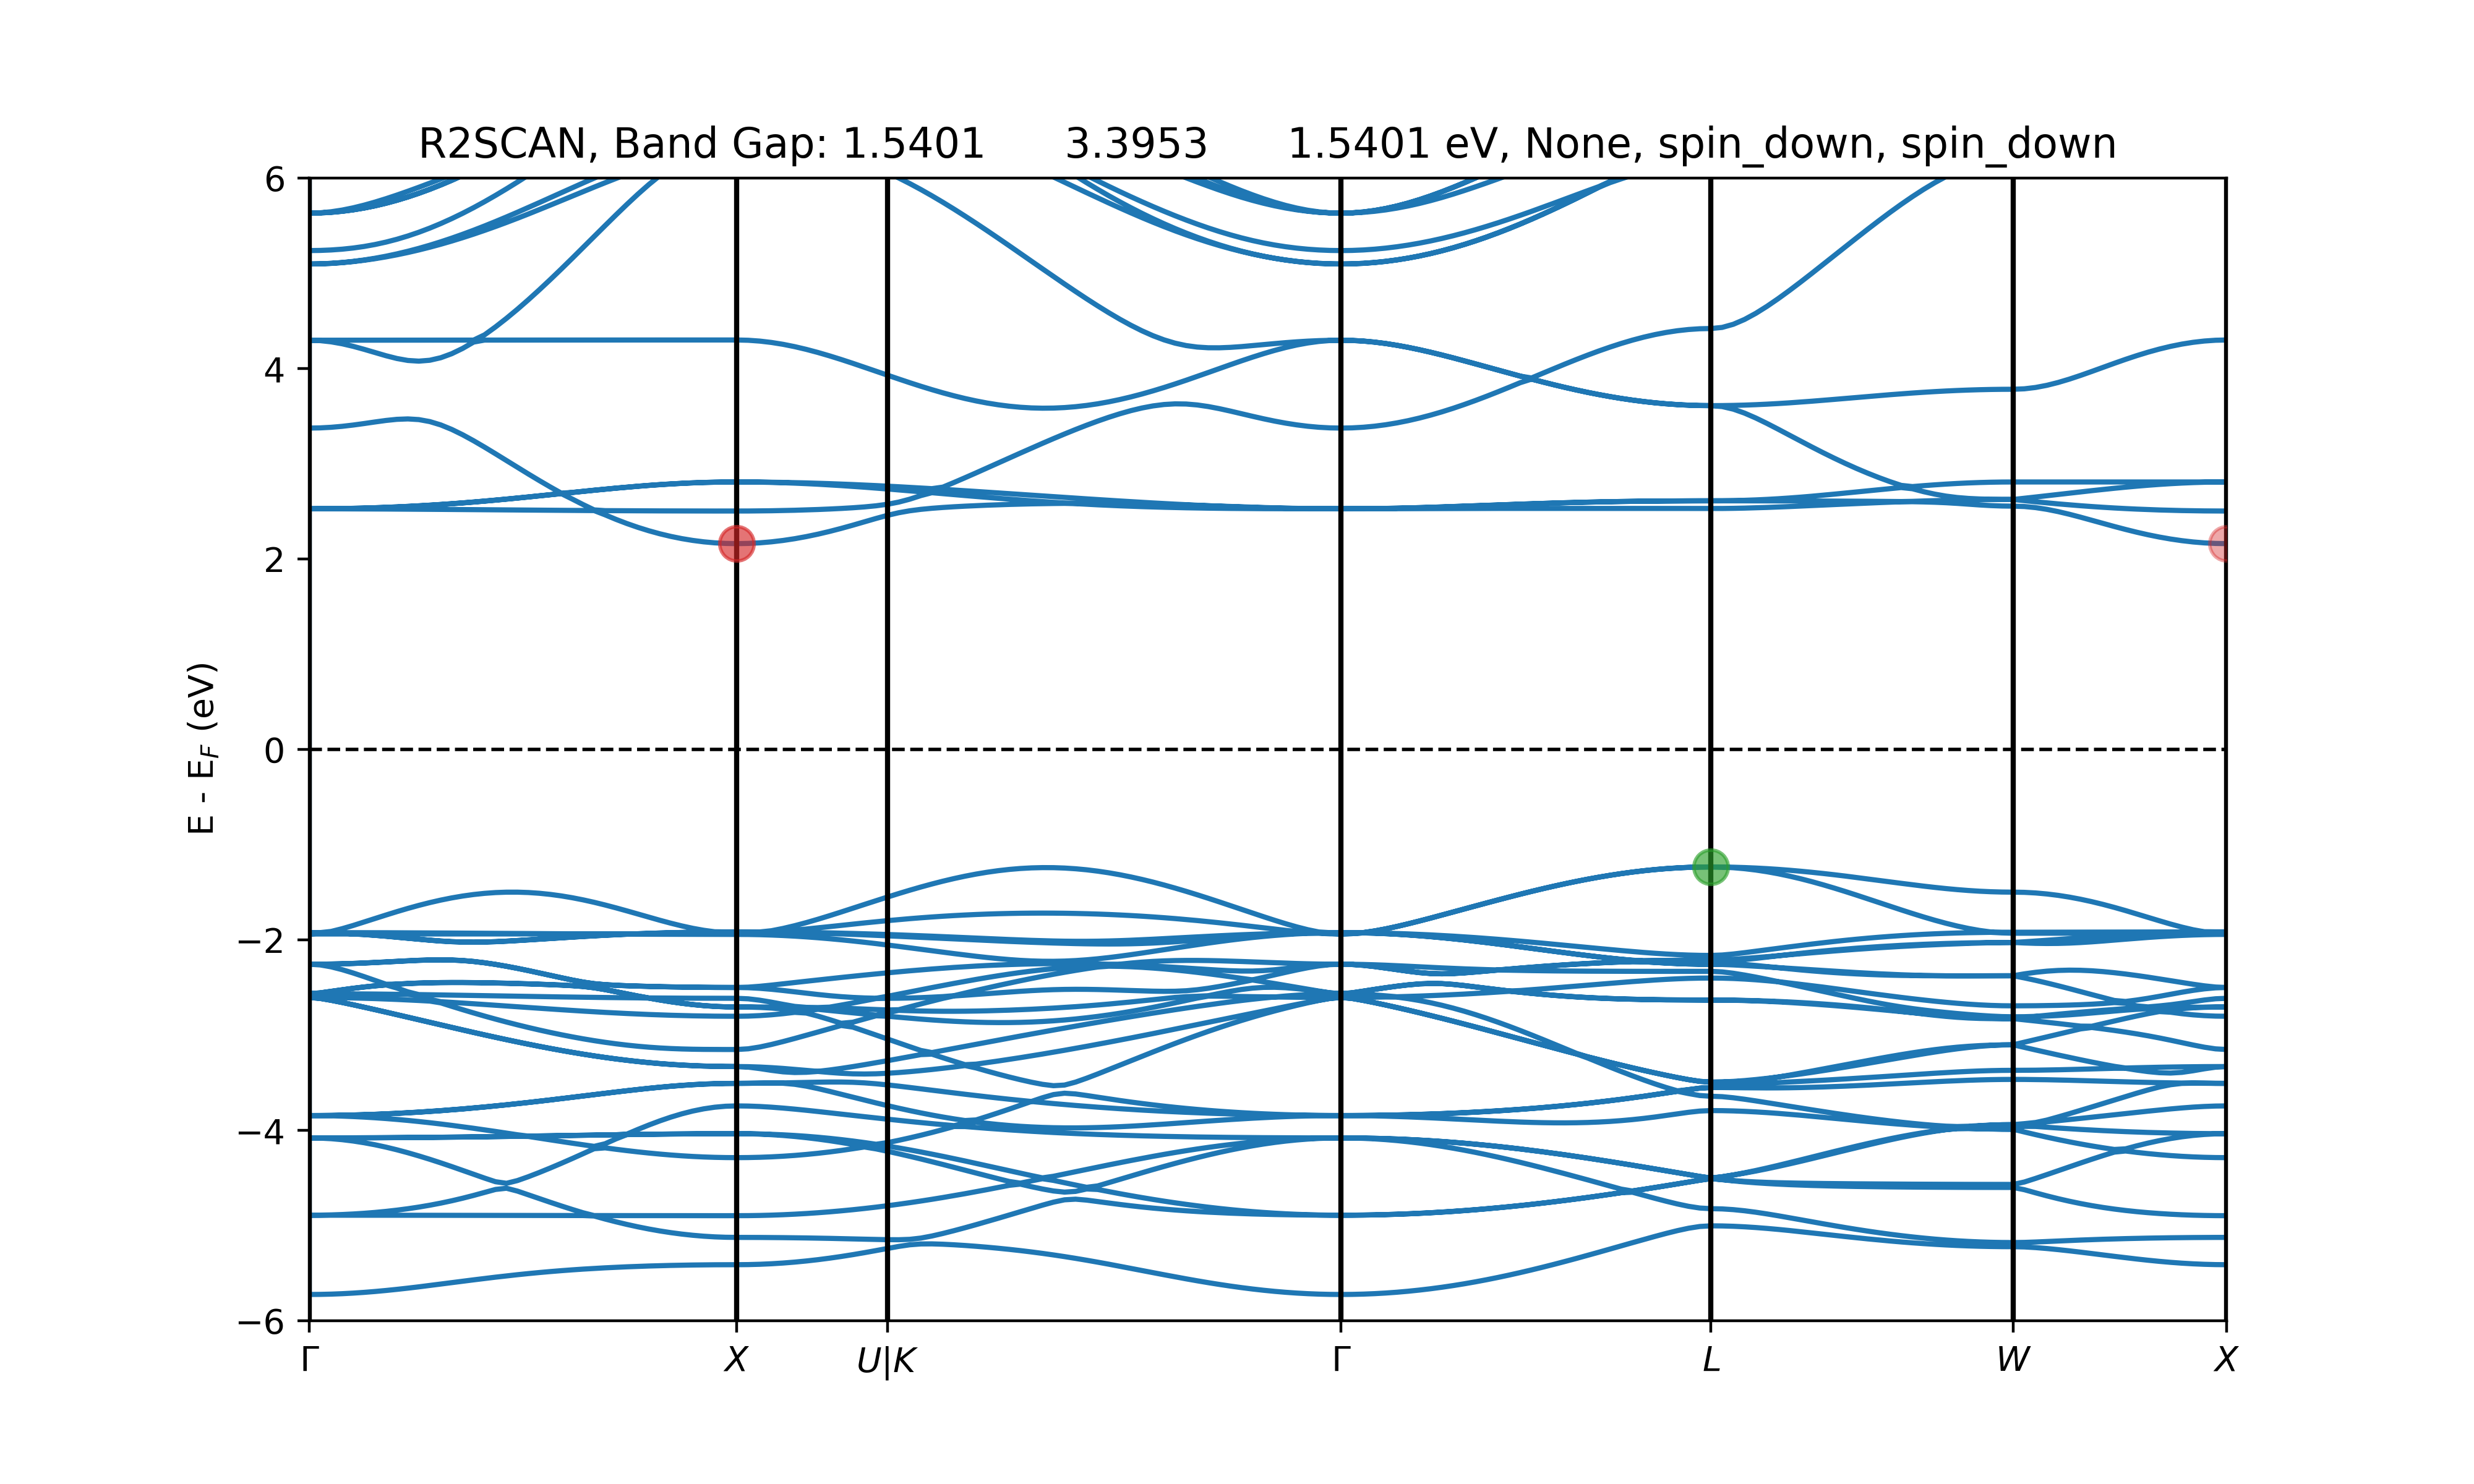 R2SCAN, Band Gap: 1.5401 3.3953 1.5401 eV, None, spin_down, spin_down
6
4
2
0
−2
−4
−6
E - E_F (eV)
Γ X U|K Γ L W X